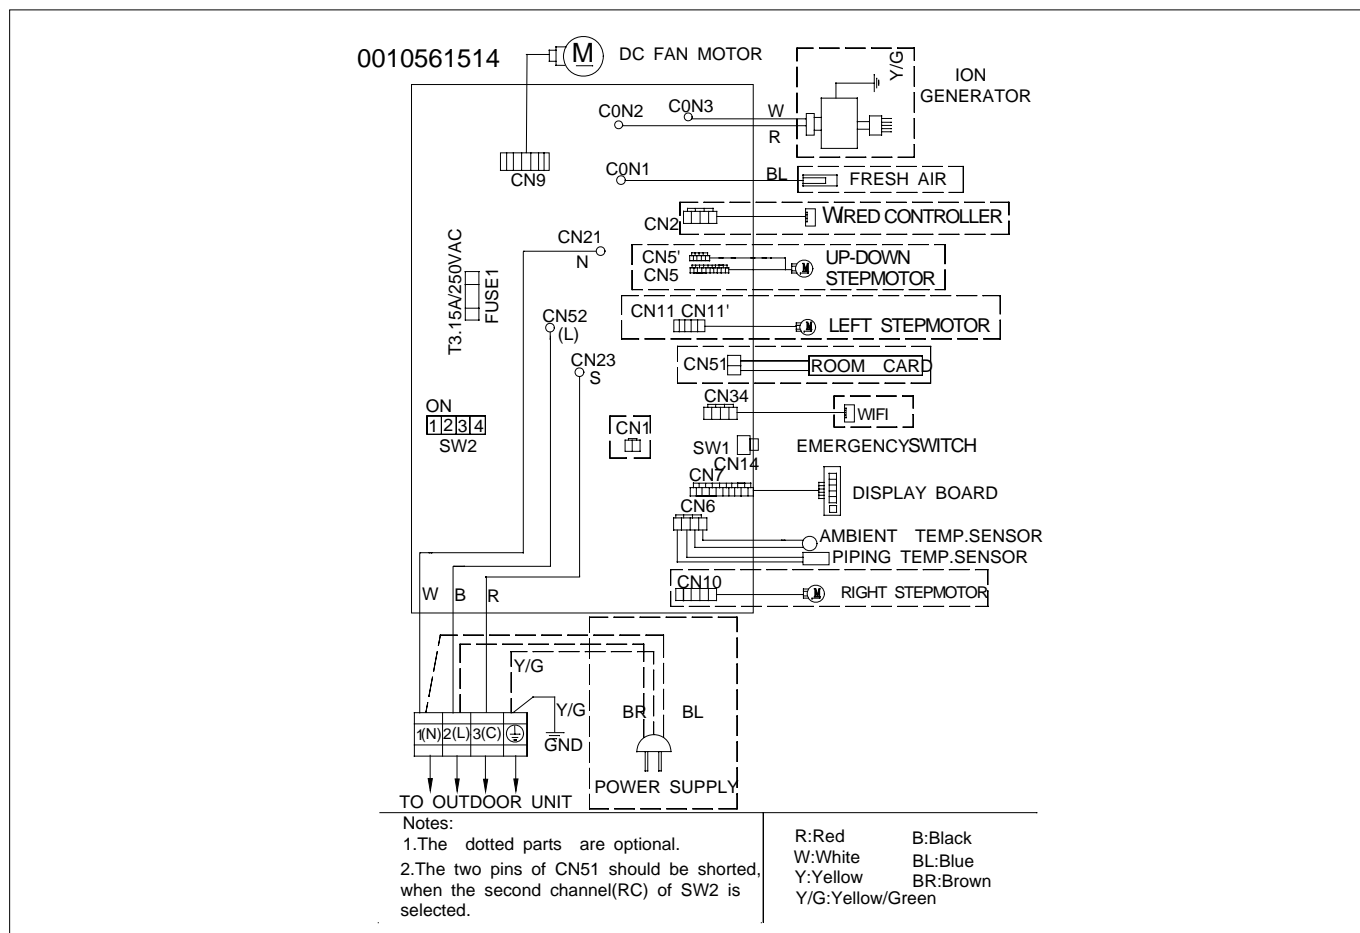 0010561514
M
DC FAN MOTOR
Y/G
ION
GENERATOR
C0N2
C0N3
W
R
CN9
C0N1
BL
FRESH AIR
CN2
WIRED CONTROLLER
CN21
N
CN5'
CN5
M
UP-DOWN
STEPMOTOR
T3.15A/250VAC
FUSE1
CN52
(L)
CN11 CN11'
M
LEFT STEPMOTOR
CN23
S
CN51
ROOM CARD
CN34
WIFI
ON
1 2 3 4
SW2
CN1
SW1
EMERGENCYSWITCH
CN14
CN7
DISPLAY BOARD
CN6
AMBIENT TEMP.SENSOR
PIPING TEMP.SENSOR
CN10
M
RIGHT STEPMOTOR
W B R
Y/G
Y/G
BR
BL
1(N) 2(L) 3(C)
GND
POWER SUPPLY
TO OUTDOOR UNIT
Notes:
1.The dotted parts are optional.
2.The two pins of CN51 should be shorted,
when the second channel(RC) of SW2 is
selected.
R:Red B:Black
W:White BL:Blue
Y:Yellow BR:Brown
Y/G:Yellow/Green